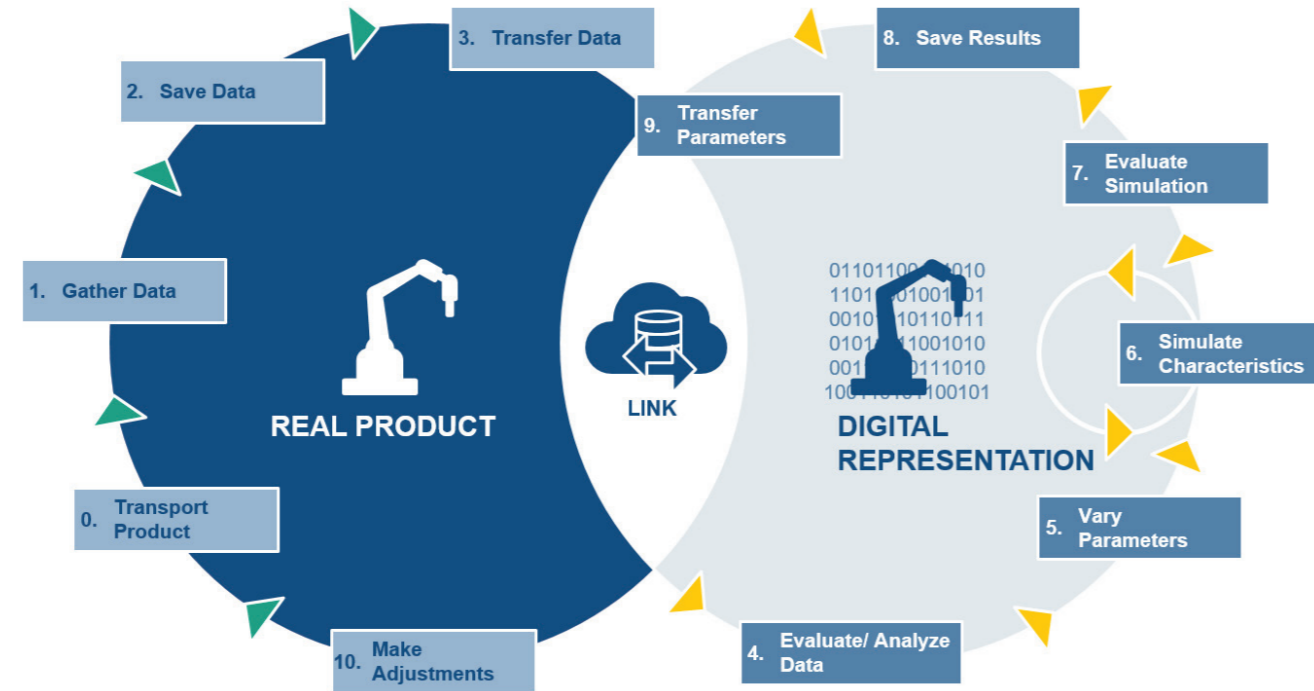 3. Transfer Data
8. Save Results
2. Save Data
9. Transfer
Parameters
7. Evaluate
Simulation
1. Gather Data
6. Simulate
Characteristics
LINK
REAL PRODUCT
DIGITAL
REPRESENTATION
0. Transport
Product
5. Vary
Parameters
10. Make
Adjustments
4. Evaluate/ Analyze
Data